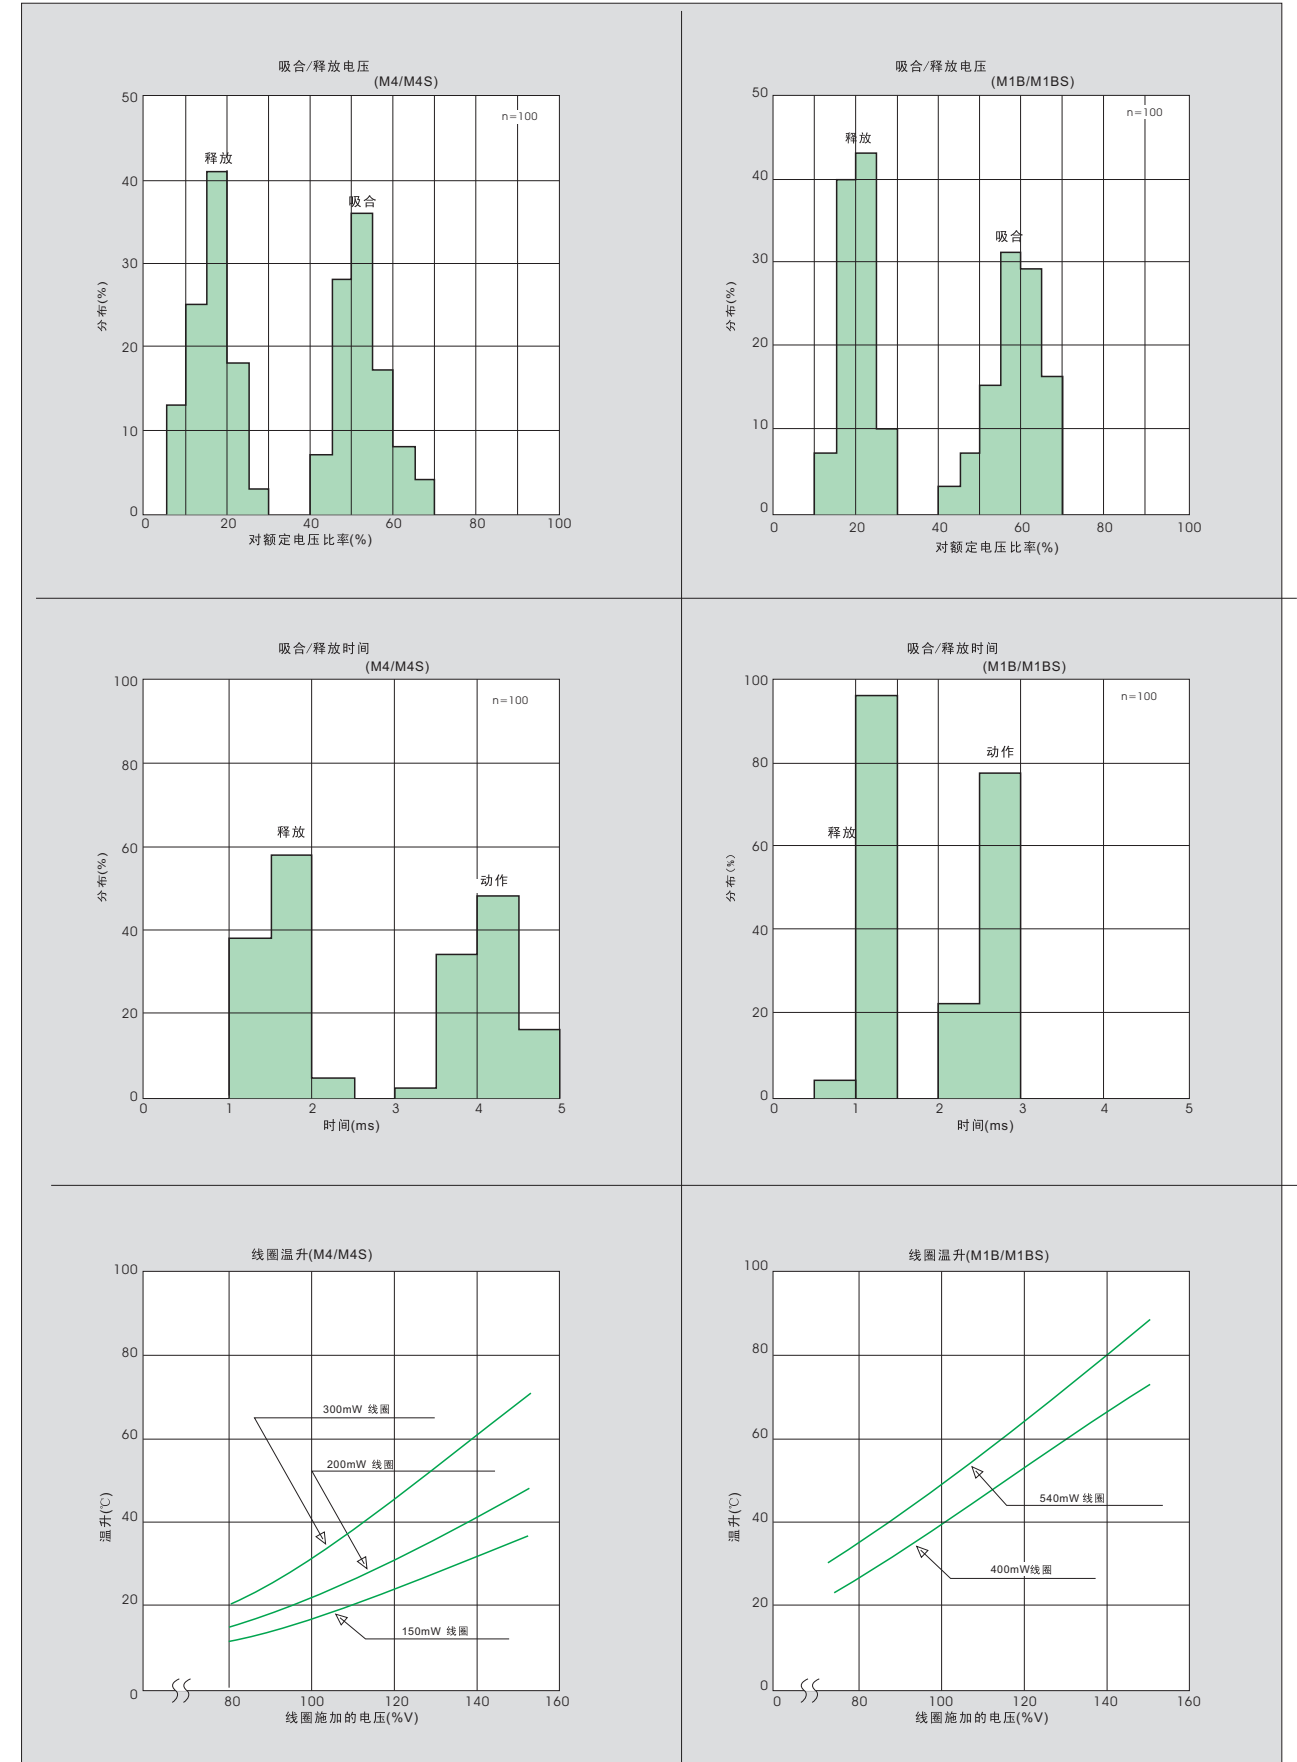 吸合/释放电压
(M4/M4S)
50
n=100
释放
40
吸合
30
分布(%)
20
10
0
0 20 40 60 80 100
对额定电压比率(%)
吸合/释放电压
(M1B/M1BS)
50
n=100
释放
40
吸合
30
分布(%)
20
10
0
0 20 40 60 80 100
对额定电压比率(%)
吸合/释放时间
(M4/M4S)
100
n=100
80
释放
60
动作
分布(%)
40
20
0
0 1 2 3 4 5
时间(ms)
吸合/释放时间
(M1B/M1BS)
100
n=100
动作
80
释放
60
分布(%)
40
20
0
0 1 2 3 4 5
时间(ms)
线圈温升(M4/M4S)
100
80
60
300mW 线圈
200mW 线圈
40
温升(℃)
20
150mW 线圈
0
80 100 120 140 160
线圈施加的电压(%V)
线圈温升(M1B/M1BS)
100
80
60
540mW 线圈
40
温升(℃)
400mW线圈
20
0
0 80 100 120 140 160
线圈施加的电压(%V)